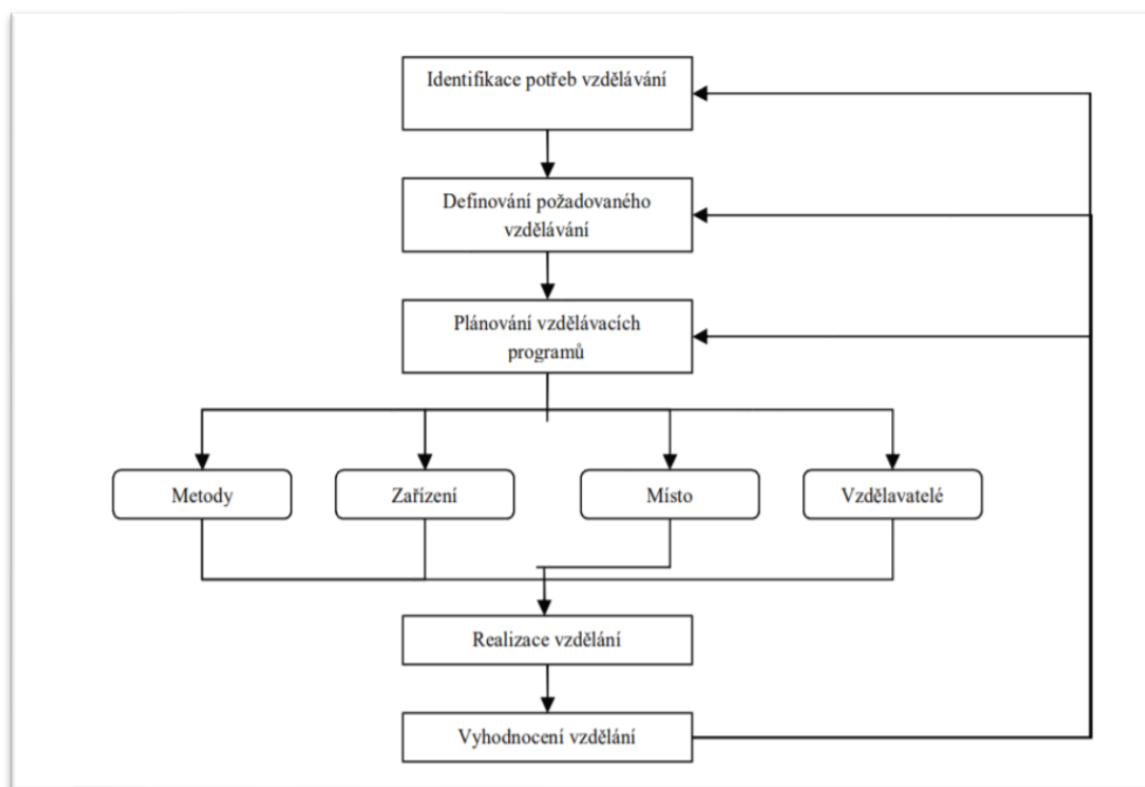 Identifikace potřeb vzdělávání
Definování požadovaného
vzdělávání
Plánování vzdělávacích
programů
Metody
Zařízení
Místo
Vzdělavatelé
Realizace vzdělání
Vyhodnocení vzdělání